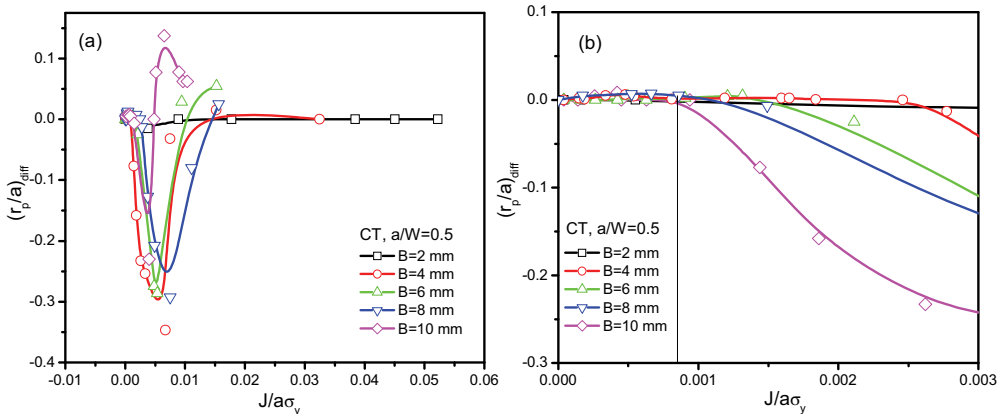 (a)
0.1
0.0
-0.1
-0.2
-0.3
-0.4
(r_p/a)_diff
CT, a/W=0.5
B=2 mm
B=4 mm
B=6 mm
B=8 mm
B=10 mm
-0.01 0.00 0.01 0.02 0.03 0.04 0.05 0.06
J/aσ_y
(b)
0.1
0.0
-0.1
-0.2
-0.3
(r_p/a)_diff
CT, a/W=0.5
B=2 mm
B=4 mm
B=6 mm
B=8 mm
B=10 mm
0.000 0.001 0.002 0.003
J/aσ_y